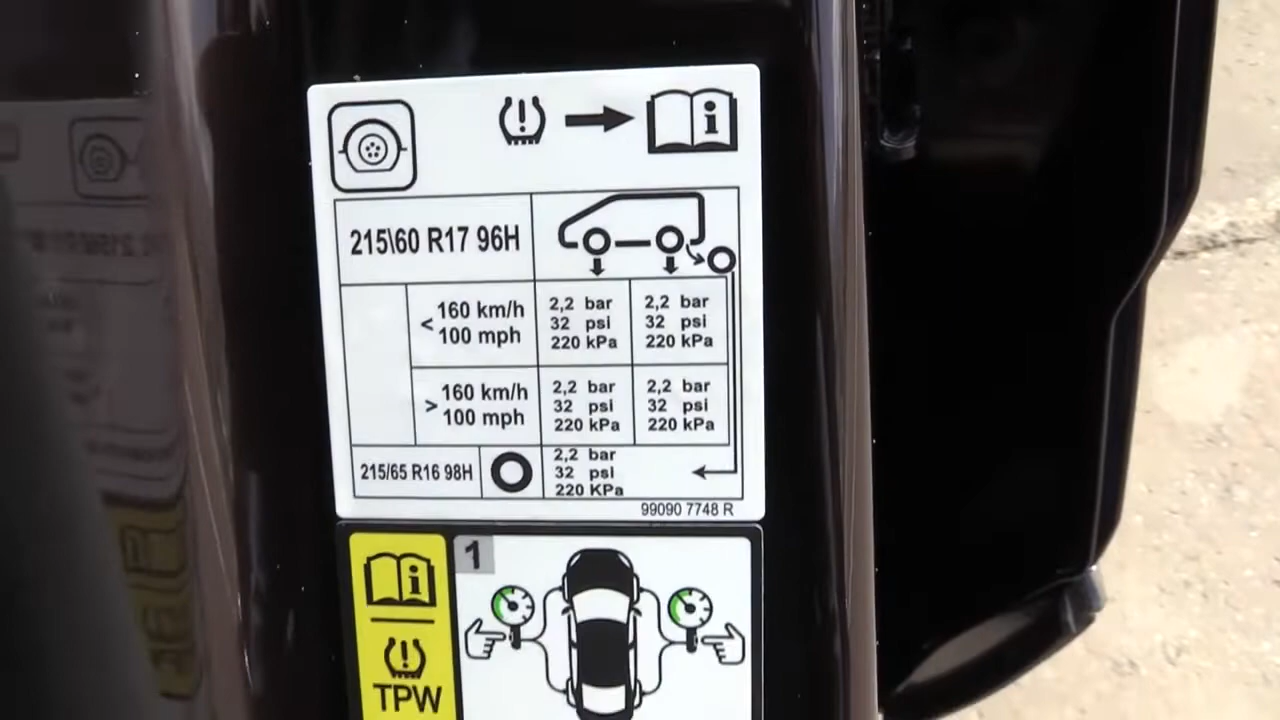 215\60 R17 96H
< 160 km/h
100 mph
2,2 bar
32 psi
220 kPa
2,2 bar
32 psi
220 kPa
> 160 km/h
100 mph
2,2 bar
32 psi
220 kPa
2,2 bar
32 psi
220 kPa
215/65 R16 98H
2,2 bar
32 psi
220 KPa
99090 7748 R
1
TPW